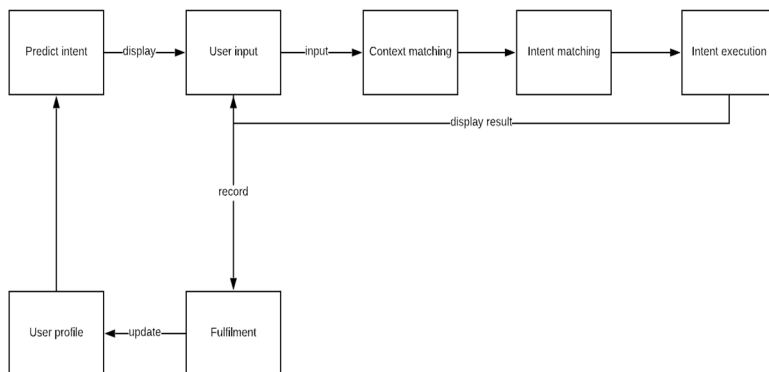 Predict intent
display
User input
input
Context matching
Intent matching
Intent execution
display result
record
User profile
update
Fulfilment